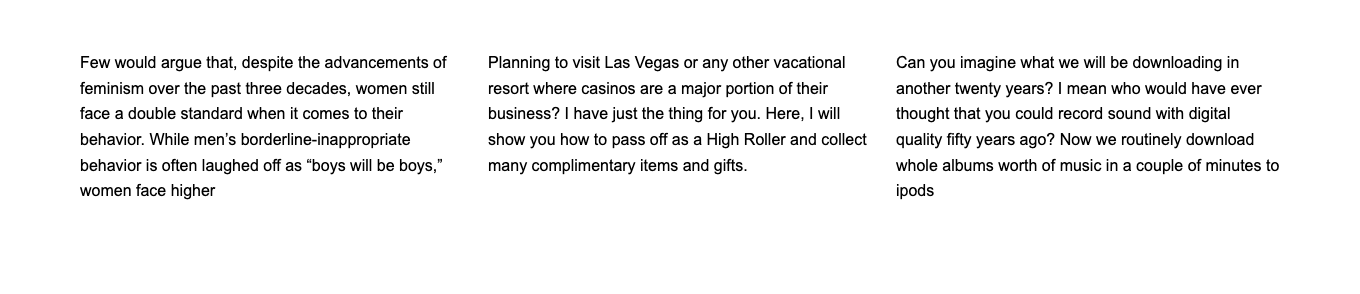 Few would argue that, despite the advancements of
feminism over the past three decades, women still
face a double standard when it comes to their
behavior. While men’s borderline-inappropriate
behavior is often laughed off as “boys will be boys,”
women face higher
Planning to visit Las Vegas or any other vacational
resort where casinos are a major portion of their
business? I have just the thing for you. Here, I will
show you how to pass off as a High Roller and collect
many complimentary items and gifts.
Can you imagine what we will be downloading in
another twenty years? I mean who would have ever
thought that you could record sound with digital
quality fifty years ago? Now we routinely download
whole albums worth of music in a couple of minutes to
ipods